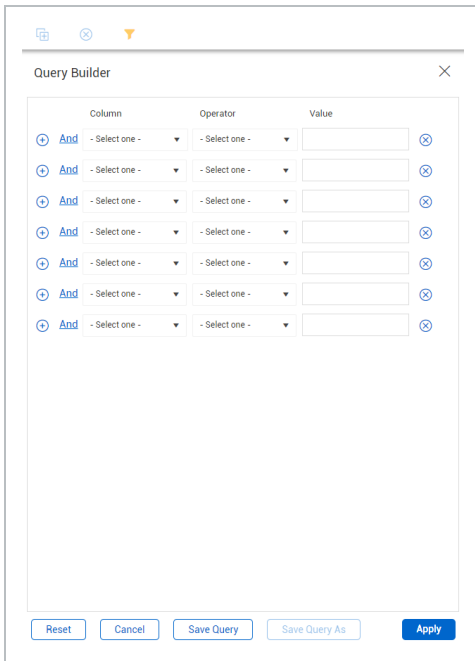 Query Builder
Column Operator Value
And - Select one - - Select one -
And - Select one - - Select one -
And - Select one - - Select one -
And - Select one - - Select one -
And - Select one - - Select one -
And - Select one - - Select one -
And - Select one - - Select one -
Reset Cancel Save Query Save Query As Apply